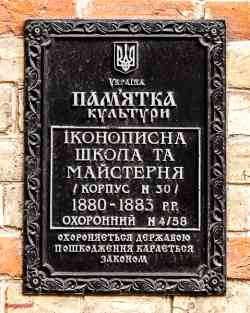 УКРАЇНА
ПАМ'ЯТКА
КУЛЬТУРИ
ІКОНОПИСНА
ШКОЛА ТА
МАЙСТЕРНЯ
/ КОРПУС N 30 /
1880-1883 Р.Р.
ОХОРОННИЙ N 4/58
ОХОРОНЯЄТЬСЯ ДЕРЖАВОЮ
ПОШКОДЖЕННЯ КАРАЄТЬСЯ
ЗАКОНОМ